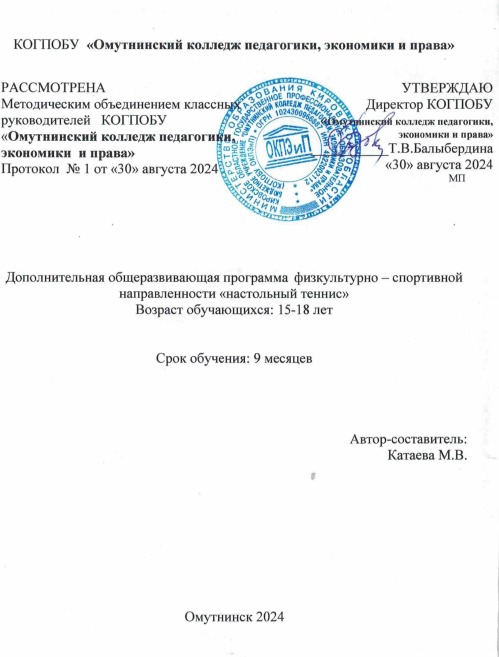 КОГПОБУ «Омутнинский колледж педагогики, экономики и права»
РАССМОТРЕНА
Методическим объединением классных
руководителей КОГПОБУ
«Омутнинский колледж педагогики,
экономики и права»
Протокол № 1 от «30» августа 2024
УТВЕРЖДАЮ
Директор КОГПОБУ
«Омутнинский колледж педагогики,
экономики и права»
Т.В.Балыбердина
«30» августа 2024
МП
ОКПЭиП
Дополнительная общеразвивающая программа физкультурно – спортивной
направленности «настольный теннис»
Возраст обучающихся: 15-18 лет
Срок обучения: 9 месяцев
Автор-составитель:
Катаева М.В.
Омутнинск 2024